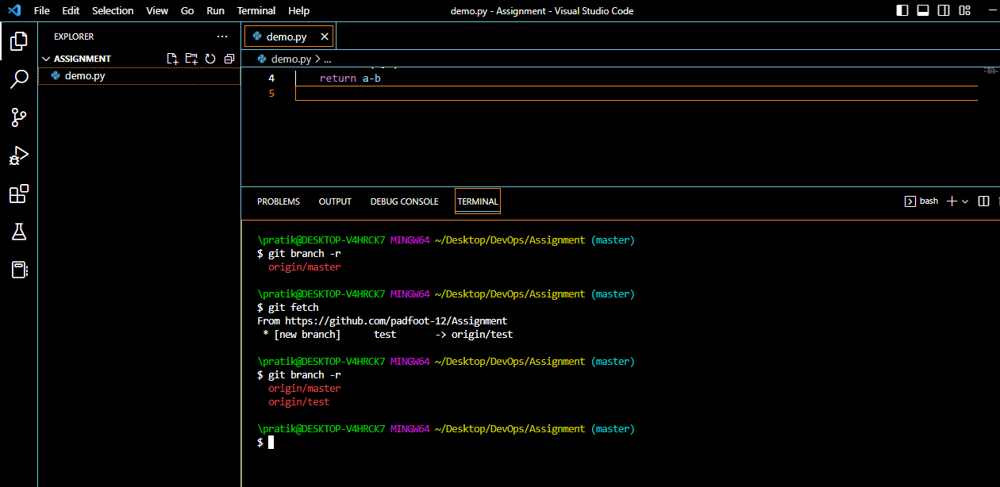 File Edit Selection View Go Run Terminal Help
demo.py - Assignment - Visual Studio Code
EXPLORER
ASSIGNMENT
demo.py
demo.py
demo.py > ...
4 return a-b
5
PROBLEMS OUTPUT DEBUG CONSOLE TERMINAL
bash
\pratik@DESKTOP-V4HRCK7 MINGW64 ~/Desktop/DevOps/Assignment (master)
$ git branch -r
origin/master
\pratik@DESKTOP-V4HRCK7 MINGW64 ~/Desktop/DevOps/Assignment (master)
$ git fetch
From https://github.com/padfoot-12/Assignment
* [new branch] test -> origin/test
\pratik@DESKTOP-V4HRCK7 MINGW64 ~/Desktop/DevOps/Assignment (master)
$ git branch -r
origin/master
origin/test
\pratik@DESKTOP-V4HRCK7 MINGW64 ~/Desktop/DevOps/Assignment (master)
$